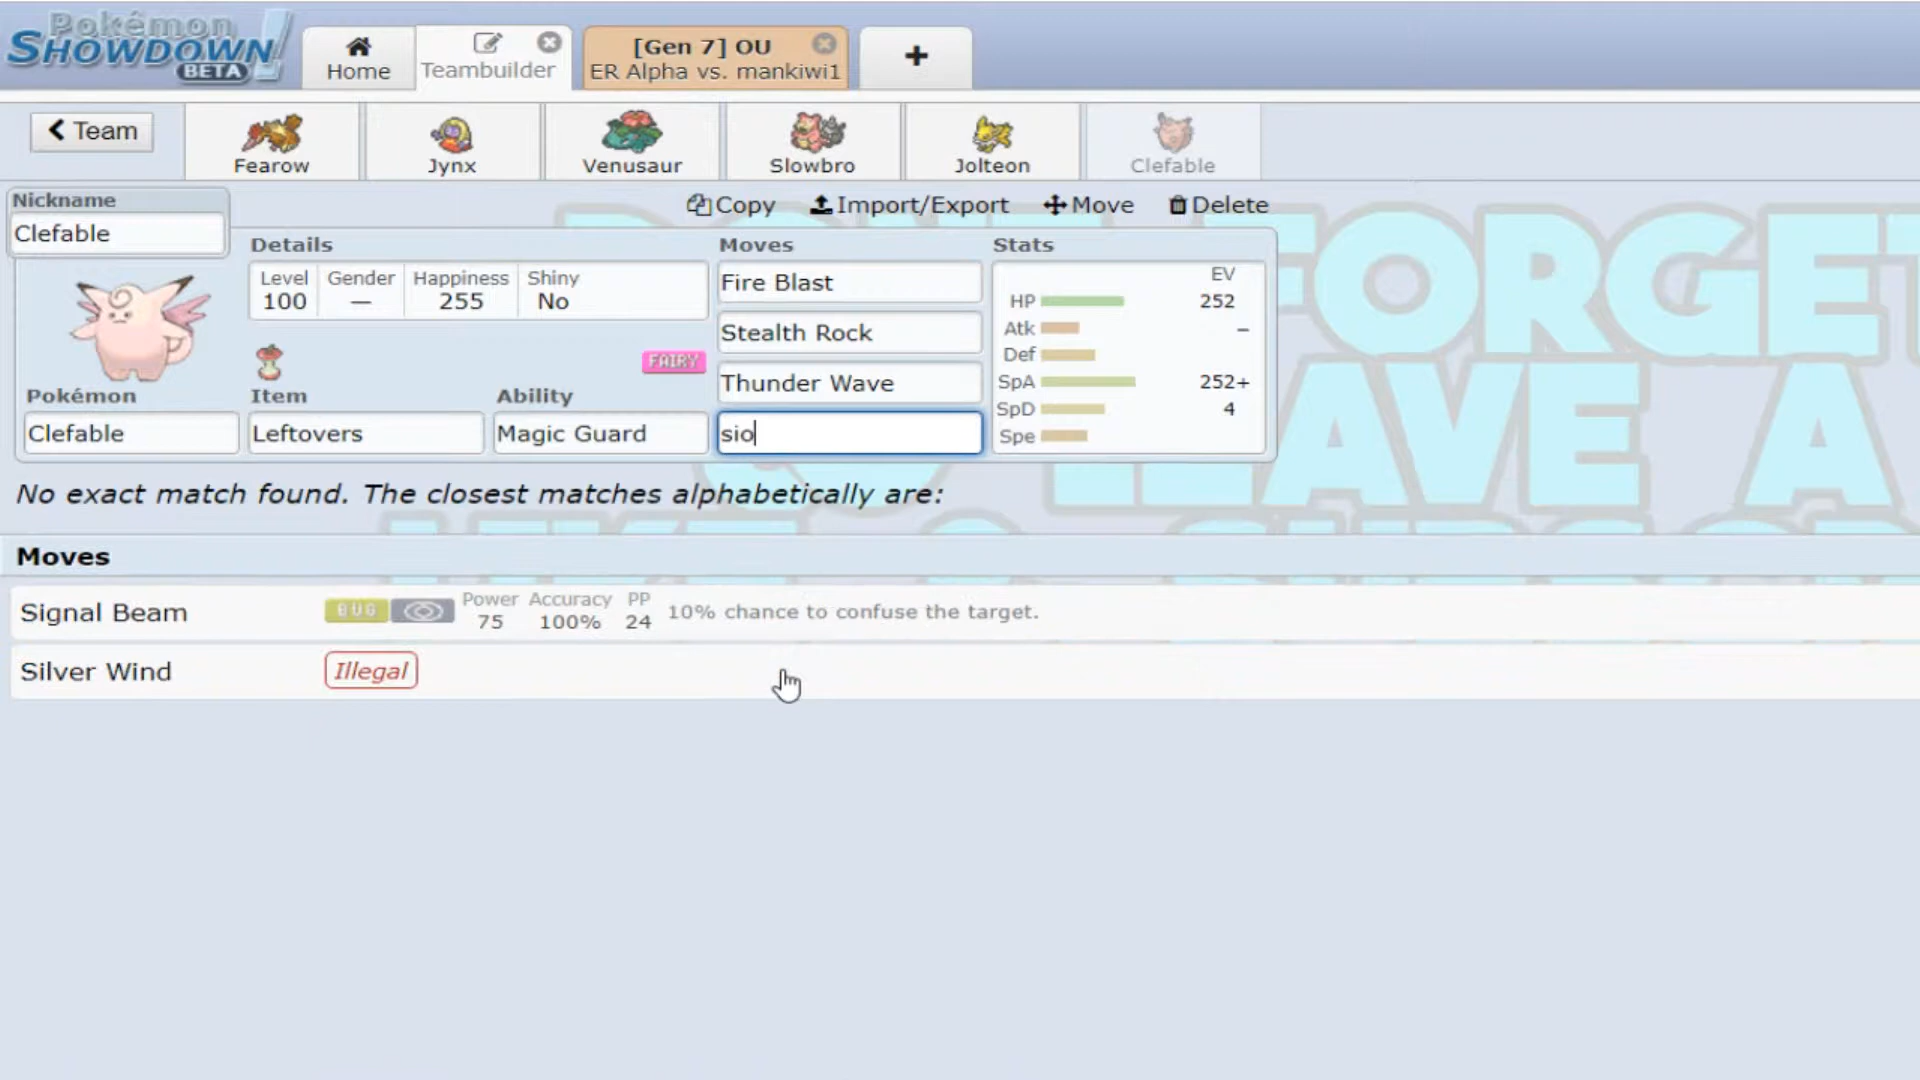 Pokémon
SHOWDOWN!
BETA
Home
Teambuilder
[Gen 7] OU
ER Alpha vs. mankiwi1
+
Team
Fearow
Jynx
Venusaur
Slowbro
Jolteon
Clefable
Nickname
Clefable
Copy
Import/Export
Move
Delete
Details
Level
100
Gender
—
Happiness
255
Shiny
No
FAIRY
Pokémon
Clefable
Item
Leftovers
Ability
Magic Guard
Moves
Fire Blast
Stealth Rock
Thunder Wave
sio
Stats
EV
HP 252
Atk –
Def
SpA 252+
SpD 4
Spe
FORGET
LEAVE A
No exact match found. The closest matches alphabetically are:
Moves
Signal Beam BUG Power 75 Accuracy 100% PP 24 10% chance to confuse the target.
Silver Wind Illegal